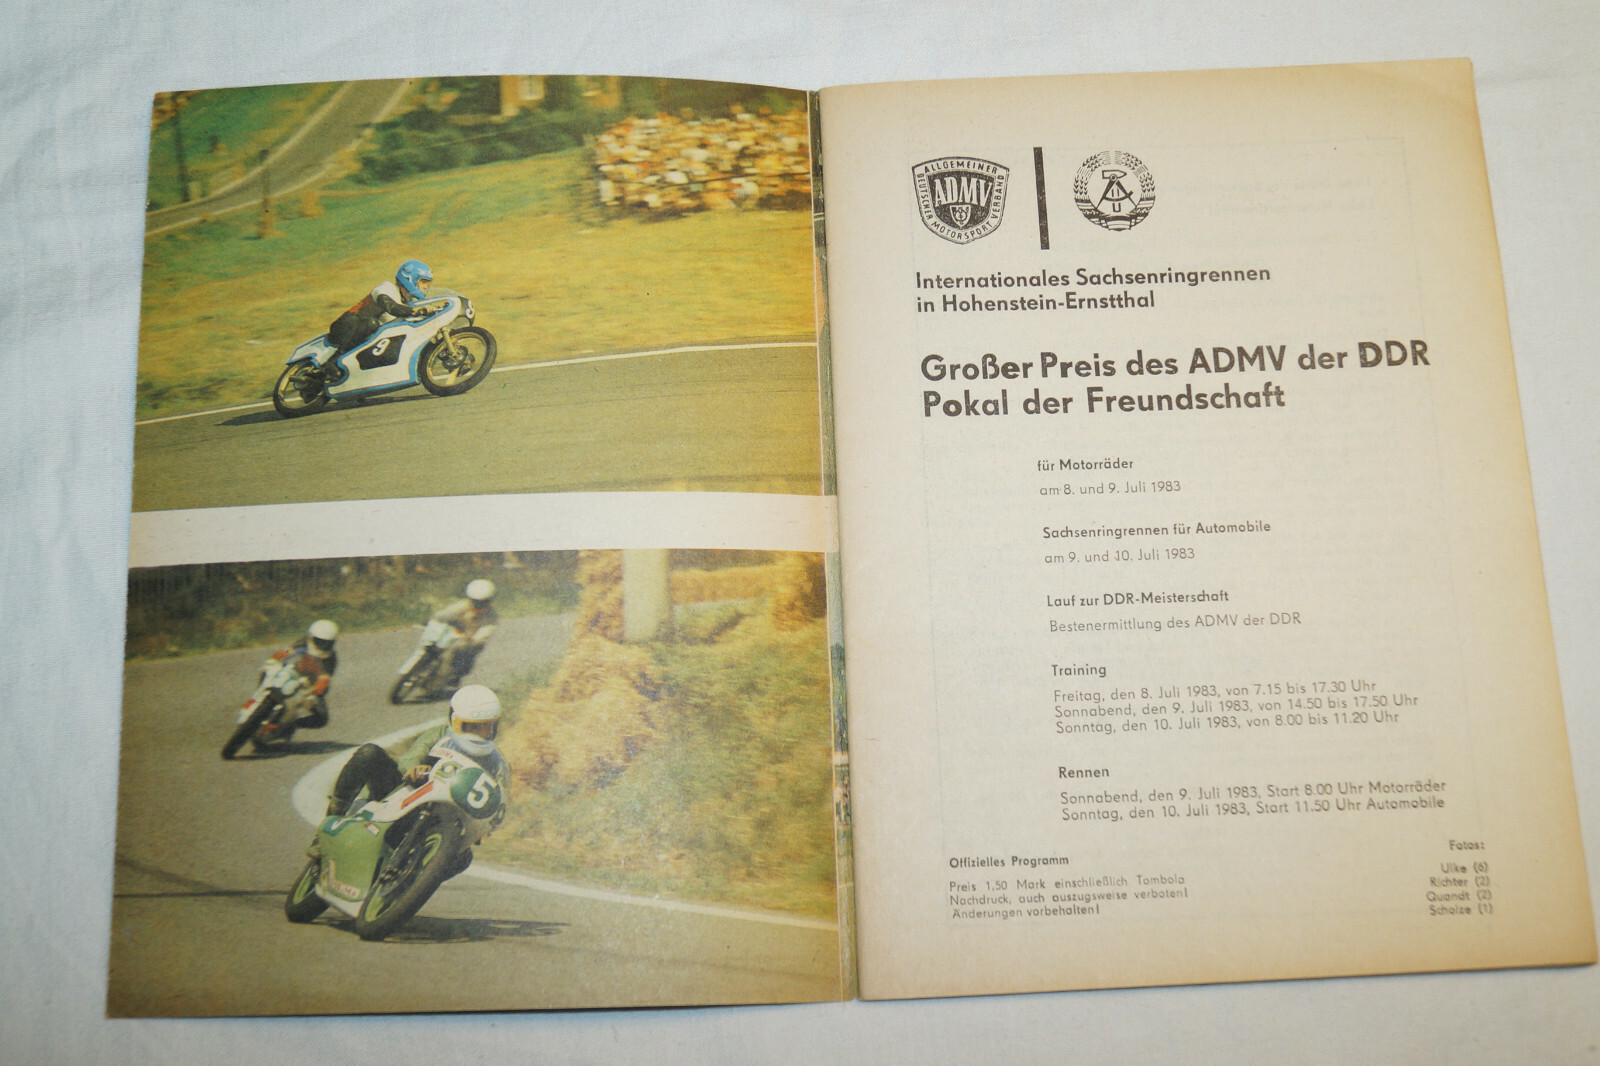 9
5
ALLGEMEINER
DEUTSCHER
ADMV
MOTORSPORT VERBAND
Internationales Sachsenringrennen
in Hohenstein-Ernstthal
Großer Preis des ADMV der DDR
Pokal der Freundschaft
für Motorräder
am 8. und 9. Juli 1983
Sachsenringrennen für Automobile
am 9. und 10. Juli 1983
Lauf zur DDR-Meisterschaft
Bestenermittlung des ADMV der DDR
Training
Freitag, den 8. Juli 1983, von 7.15 bis 17.30 Uhr
Sonnabend, den 9. Juli 1983, von 14.50 bis 17.50 Uhr
Sonntag, den 10. Juli 1983, von 8.00 bis 11.20 Uhr
Rennen
Sonnabend, den 9. Juli 1983, Start 8.00 Uhr Motorräder
Sonntag, den 10. Juli 1983, Start 11.50 Uhr Automobile
Offizielles Programm
Preis 1,50 Mark einschließlich Tombola
Nachdruck, auch auszugsweise verboten!
Änderungen vorbehalten!
Fotos:
Ulke (6)
Richter (2)
Quandt (2)
Scholze (1)